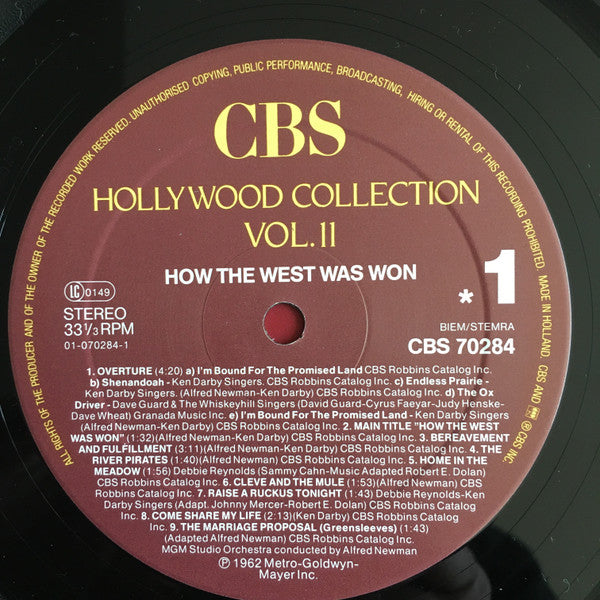 ALL RIGHTS OF THE PRODUCER AND OF THE OWNER OF THE RECORDED WORK RESERVED. UNAUTHORISED COPYING, PUBLIC PERFORMANCE, BROADCASTING, HIRING OR RENTAL OF THIS RECORDING PROHIBITED. MADE IN HOLLAND. CBS AND ® CBS INC.
CBS
HOLLYWOOD COLLECTION
VOL.11
HOW THE WEST WAS WON
* 1
LC 0149
STEREO
33 1/3 RPM
01-070284-1
BIEM/STEMRA
CBS 70284
1. OVERTURE (4:20) a) I'm Bound For The Promised Land CBS Robbins Catalog Inc.
b) Shenandoah - Ken Darby Singers. CBS Robbins Catalog Inc. c) Endless Prairie -
Ken Darby Singers. (Alfred Newman-Ken Darby) CBS Robbins Catalog Inc. d) The Ox
Driver - Dave Guard & The Whiskeyhill Singers (David Guard-Cyrus Faeyar-Judy Henske-
Dave Wheat) Granada Music Inc. e) I'm Bound For The Promised Land - Ken Darby Singers
(Alfred Newman-Ken Darby) CBS Robbins Catalog Inc. 2. MAIN TITLE "HOW THE WEST
WAS WON" (1:32)(Alfred Newman-Ken Darby) CBS Robbins Catalog Inc. 3. BEREAVEMENT
AND FULFILLMENT (3:11)(Alfred Newman-Ken Darby) CBS Robbins Catalog Inc. 4. THE
RIVER PIRATES (1:40)(Alfred Newman) CBS Robbins Catalog Inc. 5. HOME IN THE
MEADOW (1:56) Debbie Reynolds (Sammy Cahn-Music Adapted Robert E. Dolan)
CBS Robbins Catalog Inc. 6. CLEVE AND THE MULE (1:53)(Alfred Newman) CBS
Robbins Catalog Inc. 7. RAISE A RUCKUS TONIGHT (1:43) Debbie Reynolds-Ken
Darby Singers (Adapt. Johnny Mercer-Robert E. Dolan) CBS Robbins Catalog
Inc. 8. COME SHARE MY LIFE (2:13)(Ken Darby) CBS Robbins Catalog Inc.
9. THE MARRIAGE PROPOSAL (Greensleeves) (1:43)
(Adapted Alfred Newman) CBS Robbins Catalog Inc.
MGM Studio Orchestra conducted by Alfred Newman
℗ 1962 Metro-Goldwyn-
Mayer Inc.